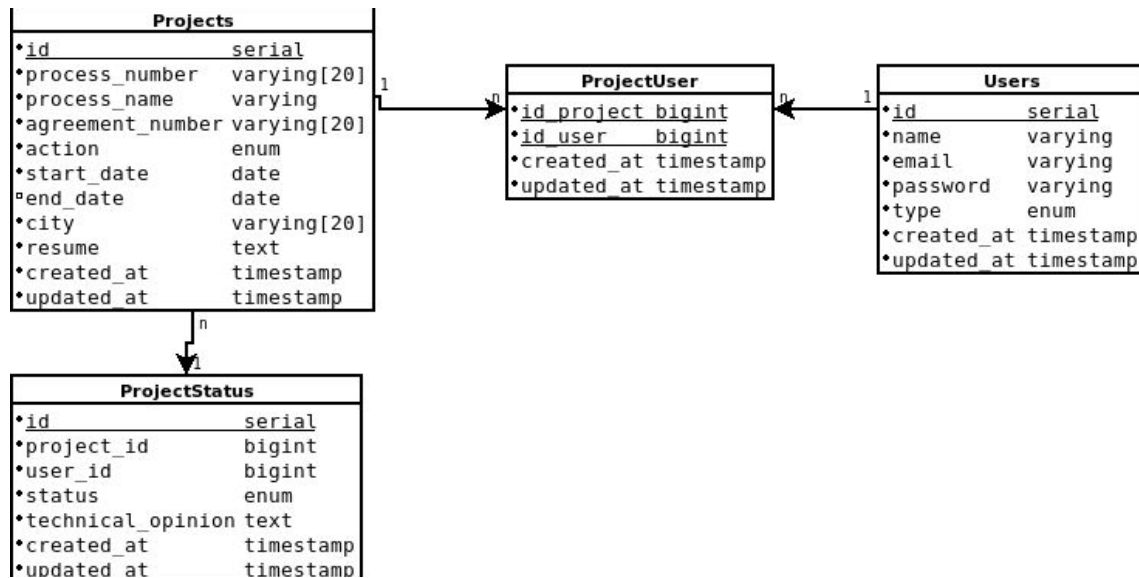 Projects
id serial
process_number varying[20]
process_name varying
agreement_number varying[20]
action enum
start_date date
end_date date
city varying[20]
resume text
created_at timestamp
updated_at timestamp
1
n
ProjectUser
id_project bigint
id_user bigint
created_at timestamp
updated_at timestamp
n
1
Users
id serial
name varying
email varying
password varying
type enum
created_at timestamp
updated_at timestamp
n
1
ProjectStatus
id serial
project_id bigint
user_id bigint
status enum
technical_opinion text
created_at timestamp
updated_at timestamp